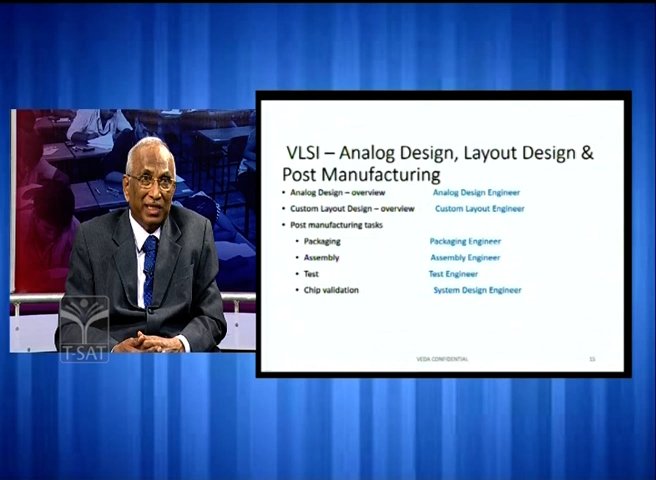 VLSI – Analog Design, Layout Design &
Post Manufacturing
• Analog Design – overview Analog Design Engineer
• Custom Layout Design – overview Custom Layout Engineer
• Post manufacturing tasks
• Packaging Packaging Engineer
• Assembly Assembly Engineer
• Test Test Engineer
• Chip validation System Design Engineer
VEDA CONFIDENTIAL
T-SAT